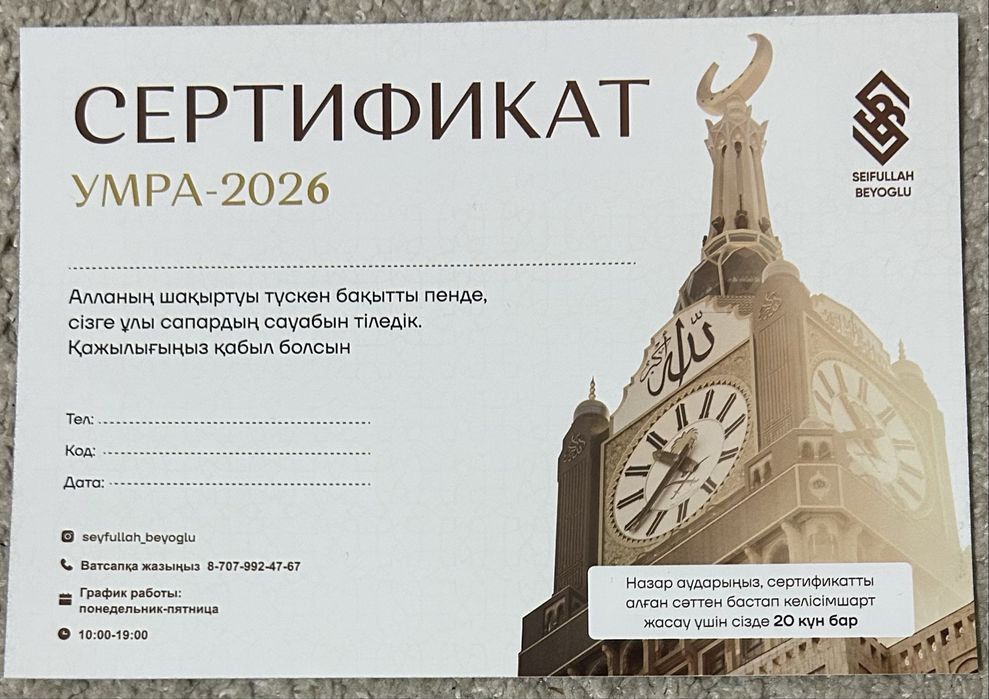 СЕРТИФИКАТ
УМРА-2026
SEIFULLAH
BEYOGLU
Алланың шақыртуы түскен бақытты пенде,
сізге ұлы сапардың сауабын тіледік.
Қажылығыңыз қабыл болсын
Тел:
Код:
Дата:
seyfullah_beyoglu
Ватсапқа жазыңыз 8-707-992-47-67
График работы:
понедельник-пятница
10:00-19:00
الله أكبر
Назар аударыңыз, сертификатты
алған сәттен бастап келісімшарт
жасау үшін сізде 20 күн бар